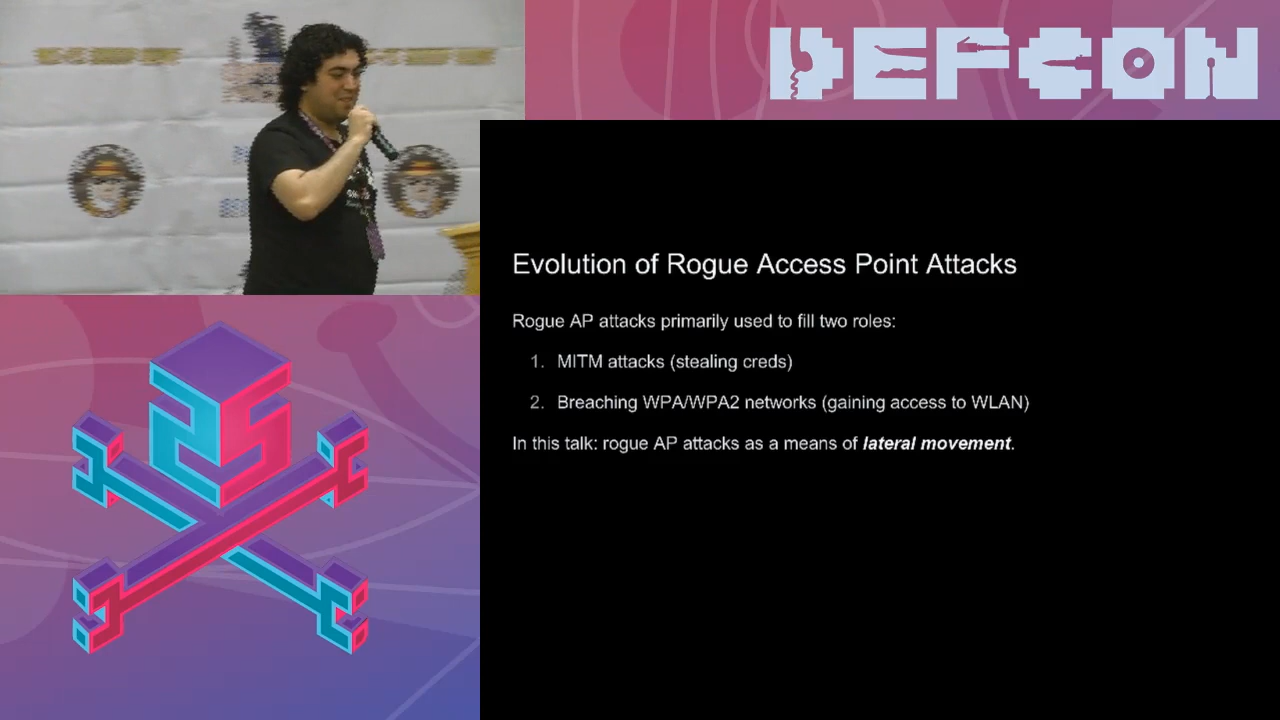 DEFCON
Evolution of Rogue Access Point Attacks
Rogue AP attacks primarily used to fill two roles:
1. MITM attacks (stealing creds)
2. Breaching WPA/WPA2 networks (gaining access to WLAN)
In this talk: rogue AP attacks as a means of lateral movement.
25